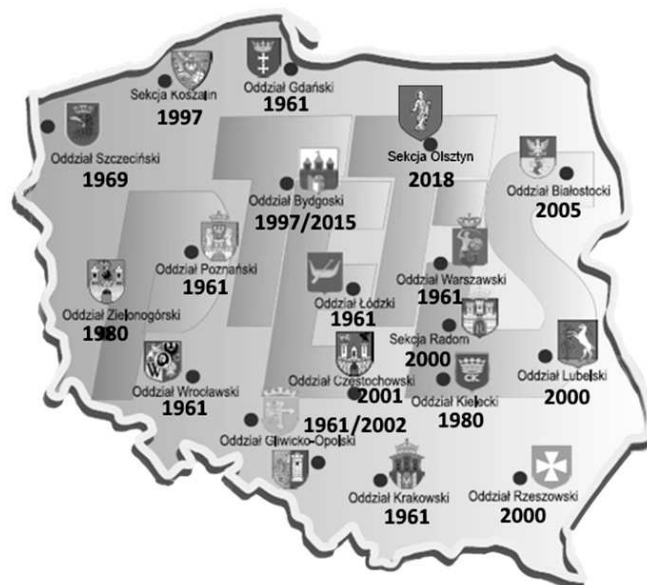 Sekcja Koszalin
1997
Oddział Gdański
1961
Oddział Szczeciński
1969
Sekcja Olsztyn
2018
Oddział Białostocki
2005
Oddział Bydgoski
1997/2015
Oddział Poznański
1961
Oddział Warszawski
1961
Oddział Łódzki
1961
Oddział Zielonogórski
1980
Sekcja Radom
2000
Oddział Lubelski
2000
Oddział Wrocławski
1961
Oddział Częstochowski
2001
Oddział Kielecki
1980
1961/2002
Oddział Gliwicko-Opolski
Oddział Krakowski
1961
Oddział Rzeszowski
2000
PTETiS